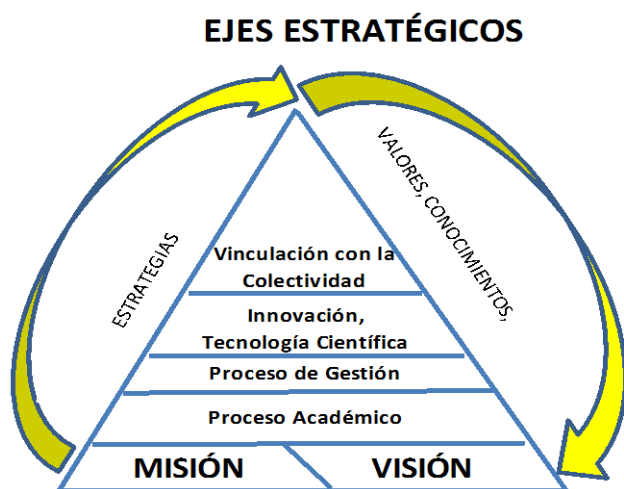 EJES ESTRATÉGICOS
ESTRATEGIAS
VALORES, CONOCIMIENTOS,
Vinculación con la
Colectividad
Innovación,
Tecnología Científica
Proceso de Gestión
Proceso Académico
MISIÓN
VISIÓN